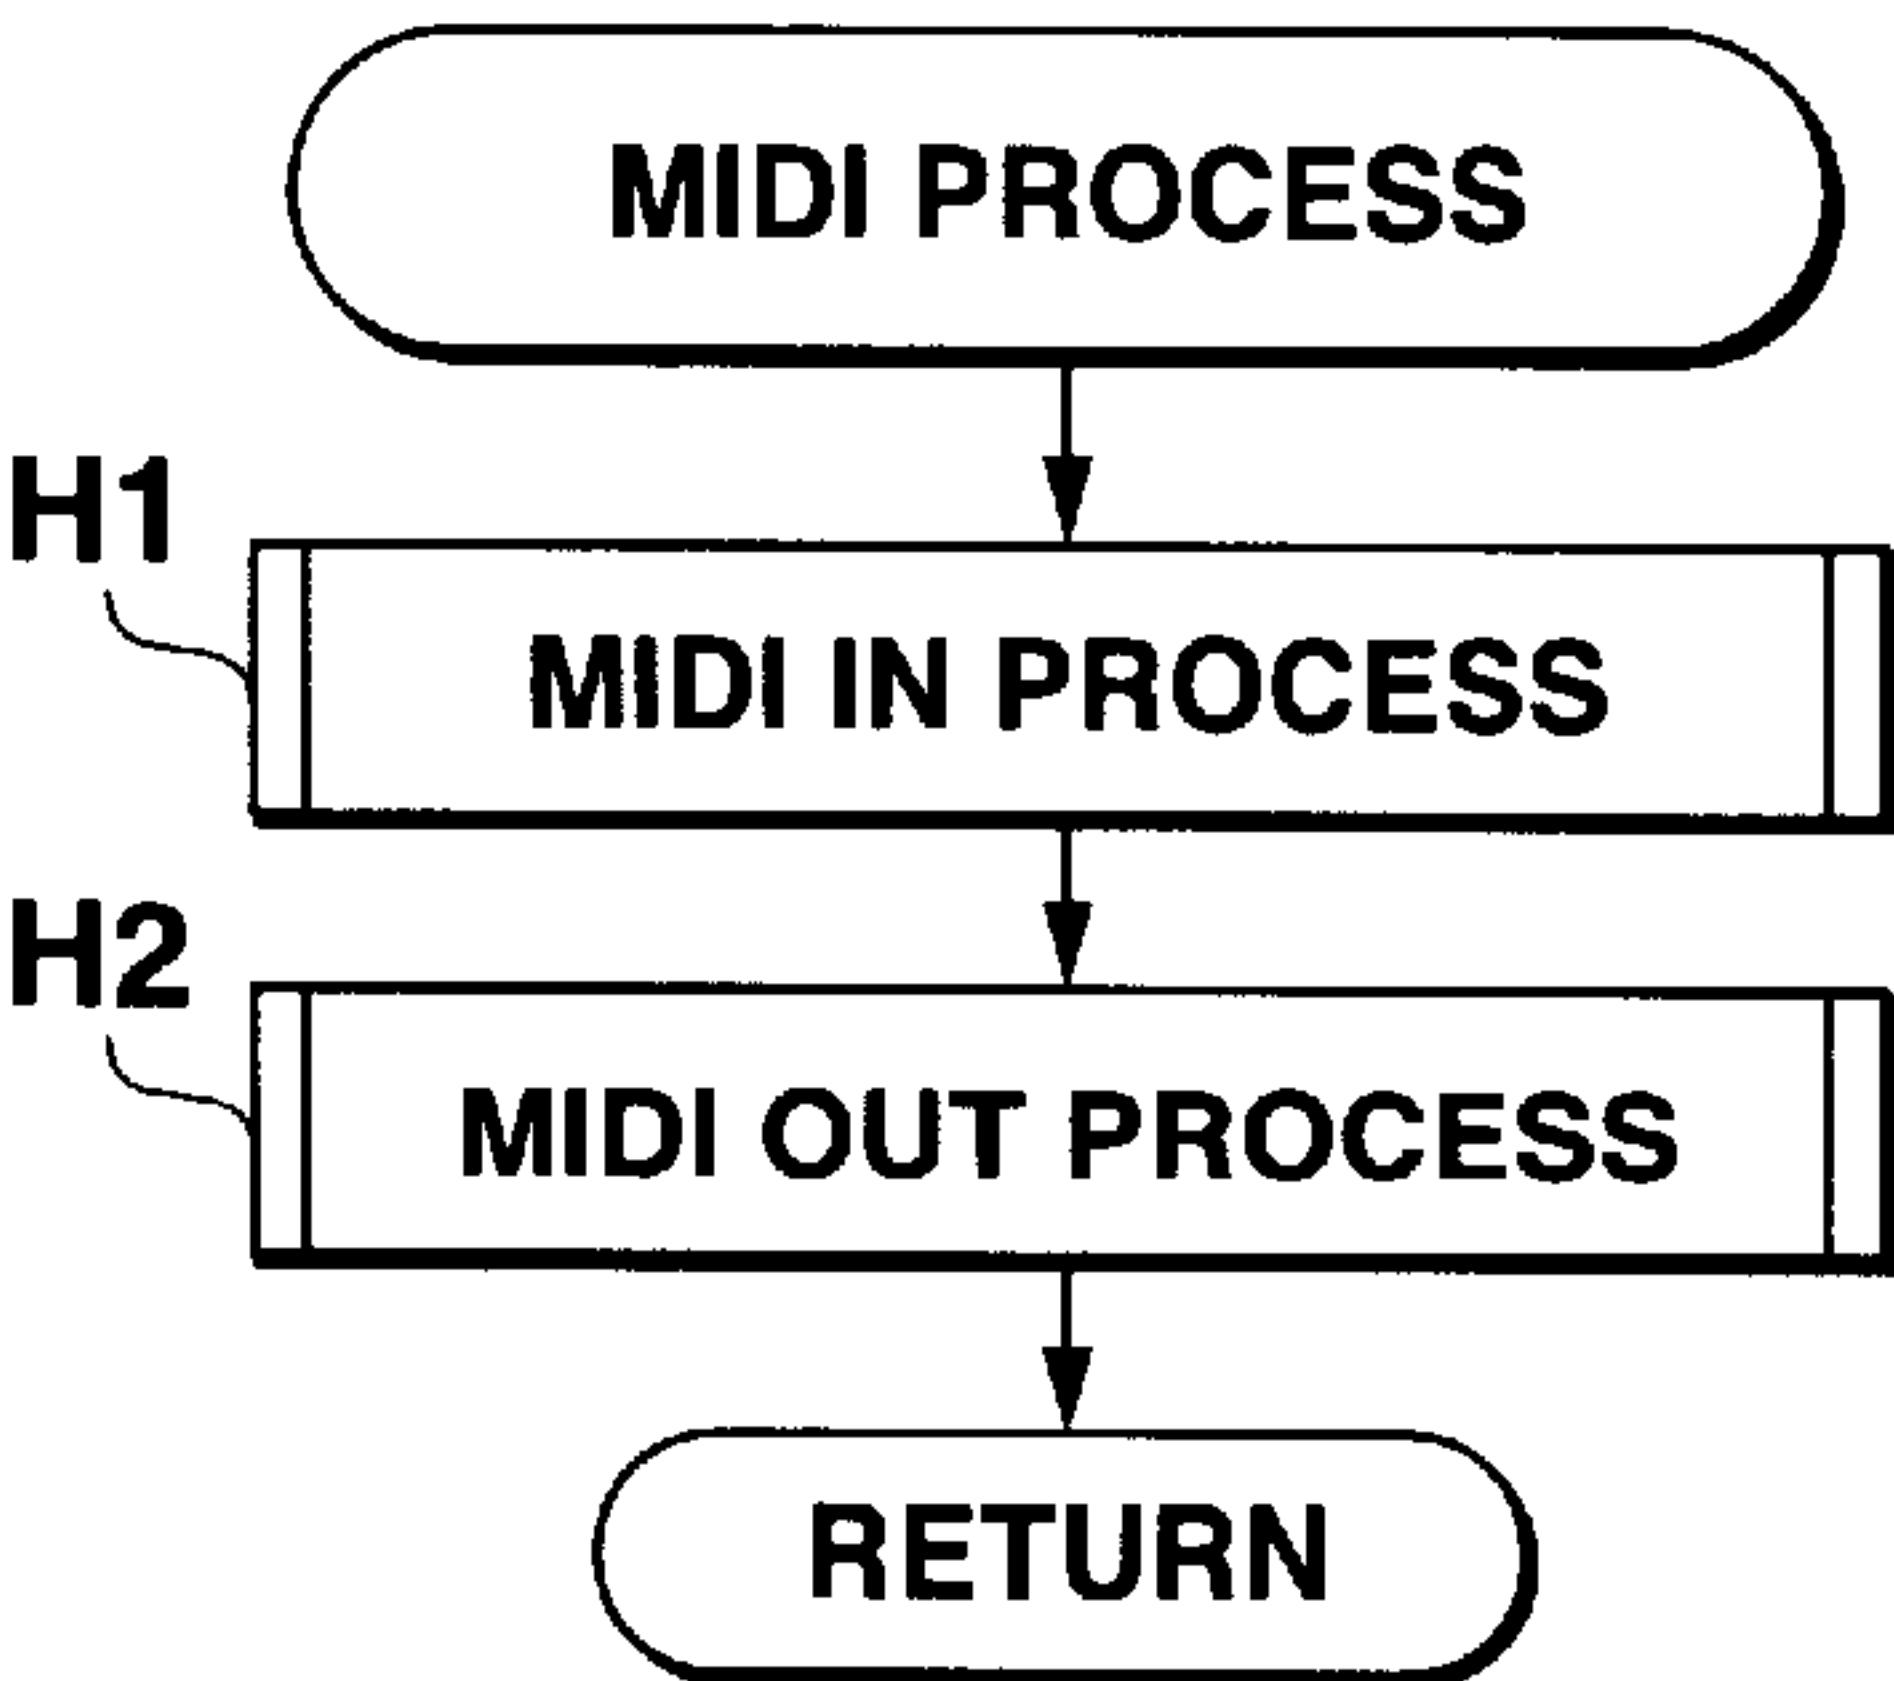 MIDI PROCESS
H1
MIDI IN PROCESS
H2
MIDI OUT PROCESS
RETURN